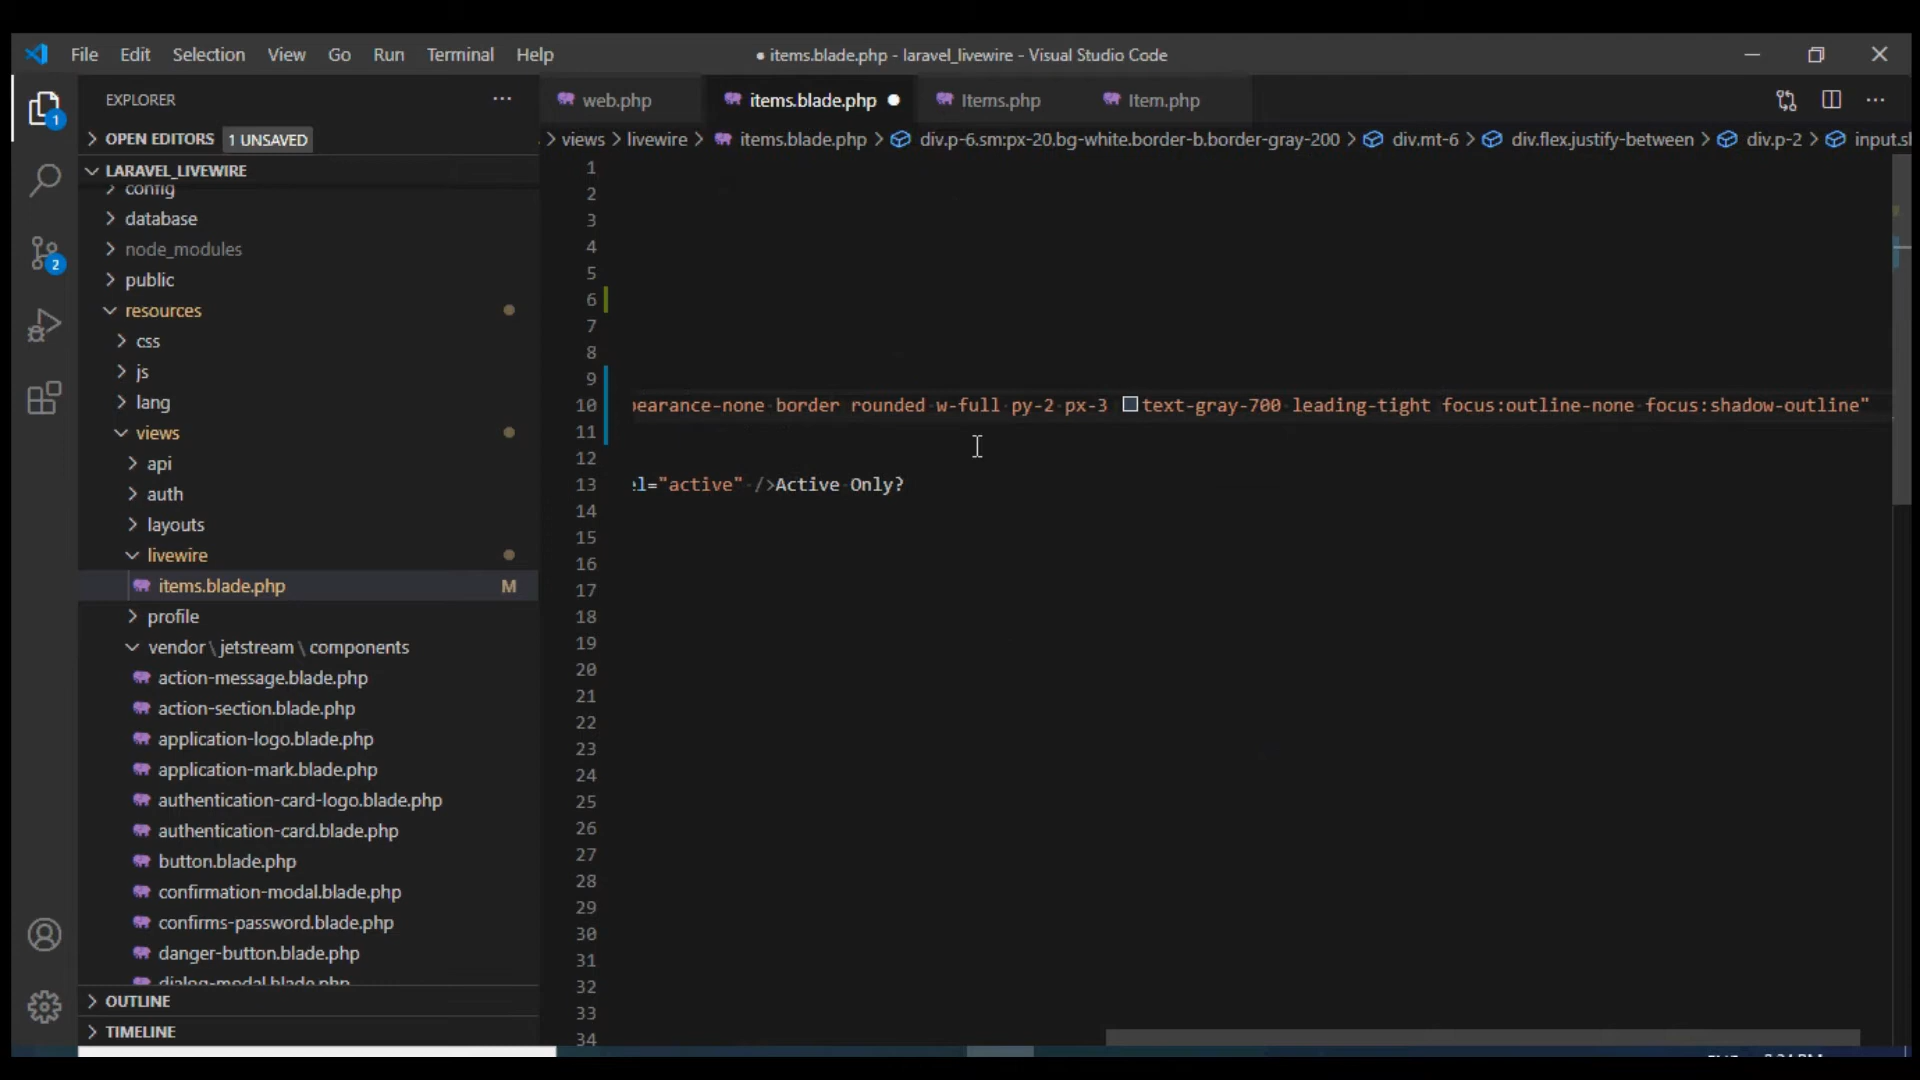 File Edit Selection View Go Run Terminal Help
● items.blade.php - laravel_livewire - Visual Studio Code
EXPLORER
web.php items.blade.php Items.php Item.php
OPEN EDITORS 1 UNSAVED
views > livewire > items.blade.php > div.p-6.sm:px-20.bg-white.border-b.border-gray-200 > div.mt-6 > div.flex.justify-between > div.p-2 >
LARAVEL_LIVEWIRE
config
database
node_modules
public
resources
css
js
lang
views
api
auth
layouts
livewire
items.blade.php M
profile
vendor\jetstream\components
action-message.blade.php
action-section.blade.php
application-logo.blade.php
application-mark.blade.php
authentication-card-logo.blade.php
authentication-card.blade.php
button.blade.php
confirmation-modal.blade.php
confirms-password.blade.php
danger-button.blade.php
dialog-modal.blade.php
OUTLINE
TIMELINE
1
2
1
2
3
4
5
6
7
8
9
10 pearance-none border rounded w-full py-2 px-3 text-gray-700 leading-tight focus:outline-none focus:shadow-outline"
11
12
13 el="active" />Active Only?
14
15
16
17
18
19
20
21
22
23
24
25
26
27
28
29
30
31
32
33
34